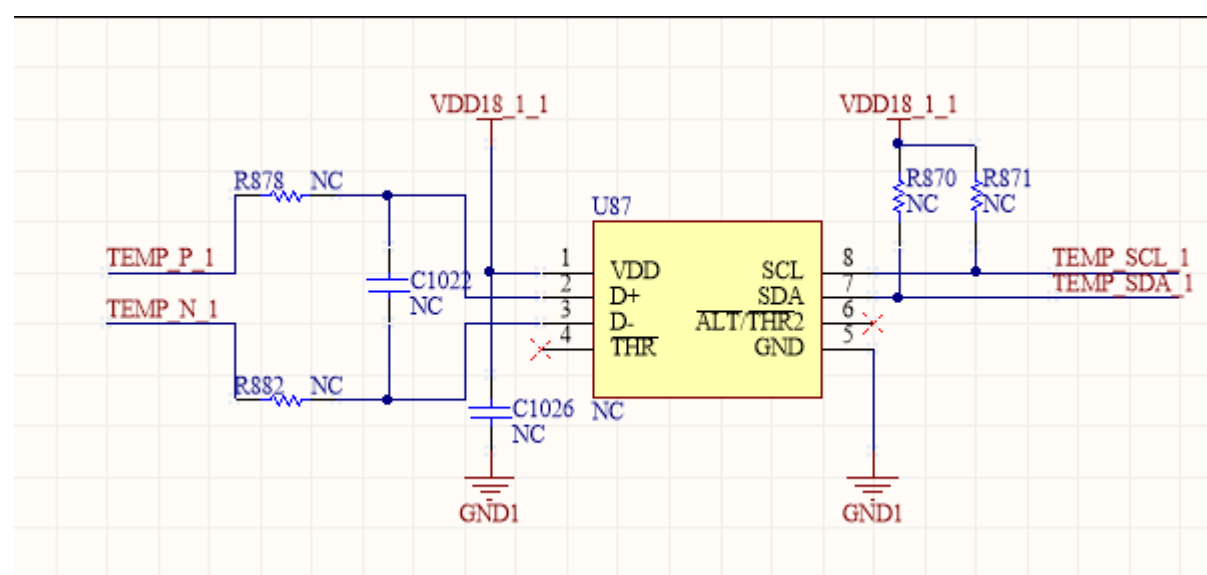 VDD18_1_1
VDD18_1_1
R878 NC
R870
NC
R871
NC
U87
TEMP_P_1
C1022
NC
TEMP_N_1
1
2
3
4
VDD
D+
D-
THR
SCL
SDA
ALT/THR2
GND
8
7
6
5
TEMP_SCL_1
TEMP_SDA_1
R882 NC
C1026
NC
NC
GND1
GND1